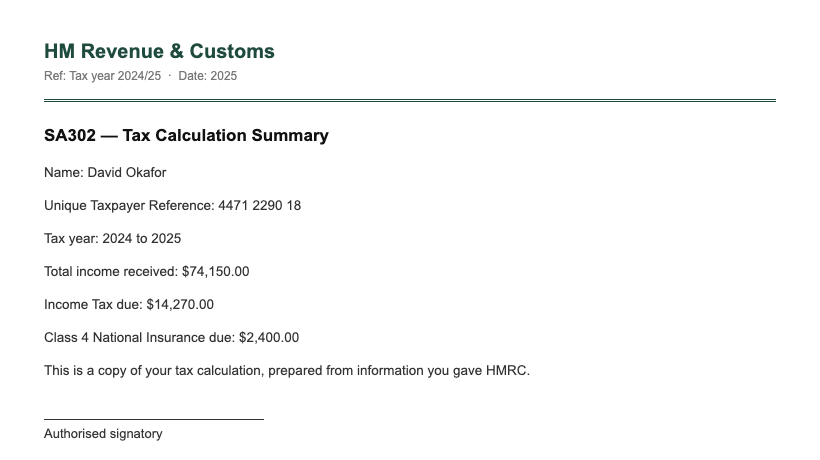 HM Revenue & Customs
Ref: Tax year 2024/25 · Date: 2025
SA302 — Tax Calculation Summary
Name: David Okafor
Unique Taxpayer Reference: 4471 2290 18
Tax year: 2024 to 2025
Total income received: $74,150.00
Income Tax due: $14,270.00
Class 4 National Insurance due: $2,400.00
This is a copy of your tax calculation, prepared from information you gave HMRC.
Authorised signatory